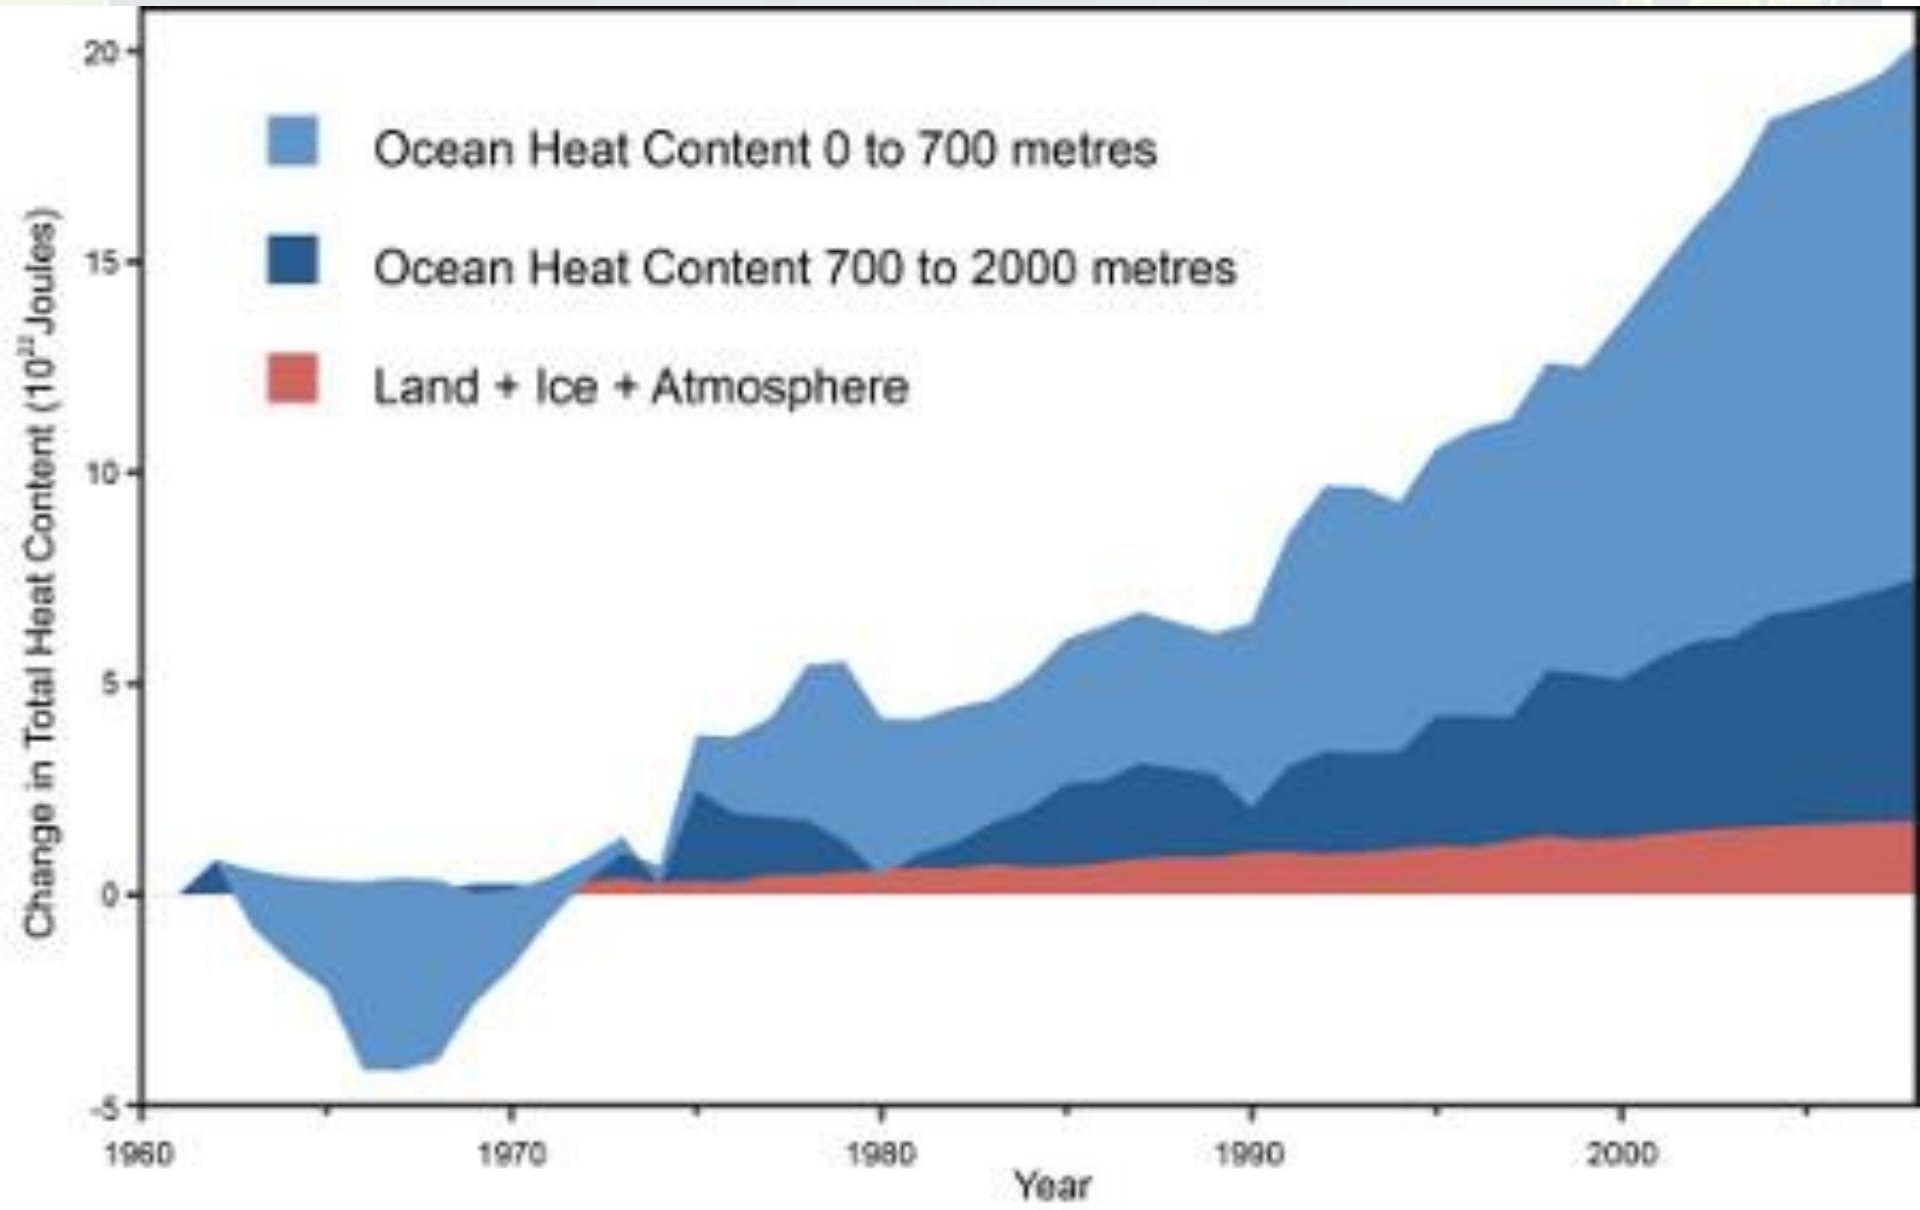 20
15
10
5
0
-5
Change in Total Heat Content (10²² Joules)
Ocean Heat Content 0 to 700 metres
Ocean Heat Content 700 to 2000 metres
Land + Ice + Atmosphere
1960 1970 1980 1990 2000
Year